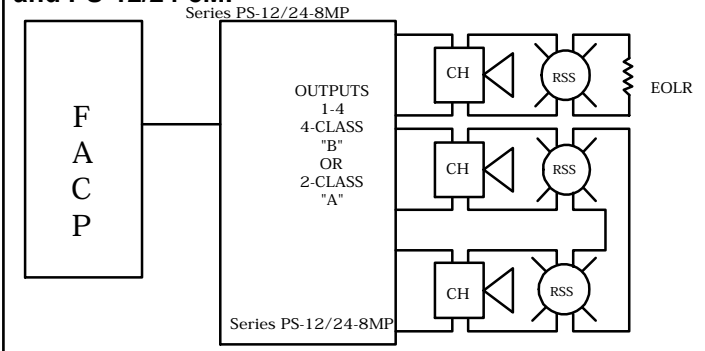 and PS-12/24-8MP
Series PS-12/24-8MP
F
A
C
P
OUTPUTS
1-4
4-CLASS
"B"
OR
2-CLASS
"A"
CH
RSS
EOLR
CH
RSS
CH
RSS
Series PS-12/24-8MP